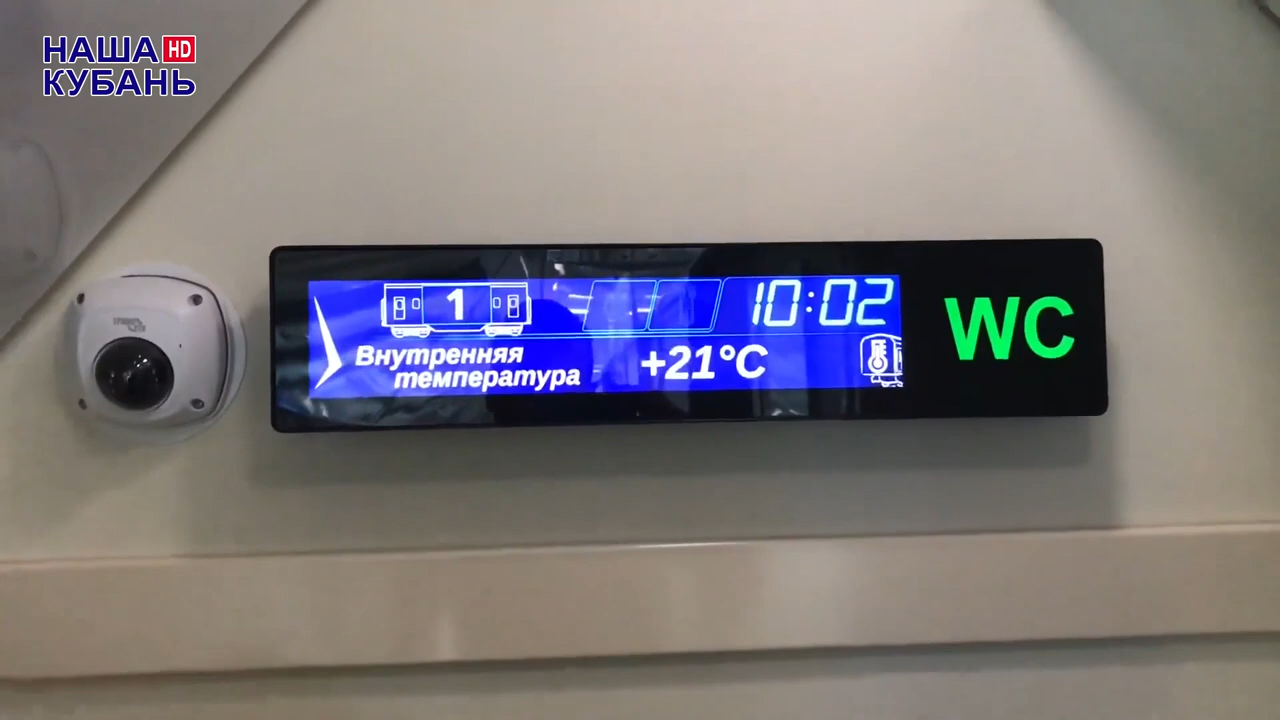 НАША HD
КУБАНЬ
1
10:02
Внутренняя
температура
+21°C
WC